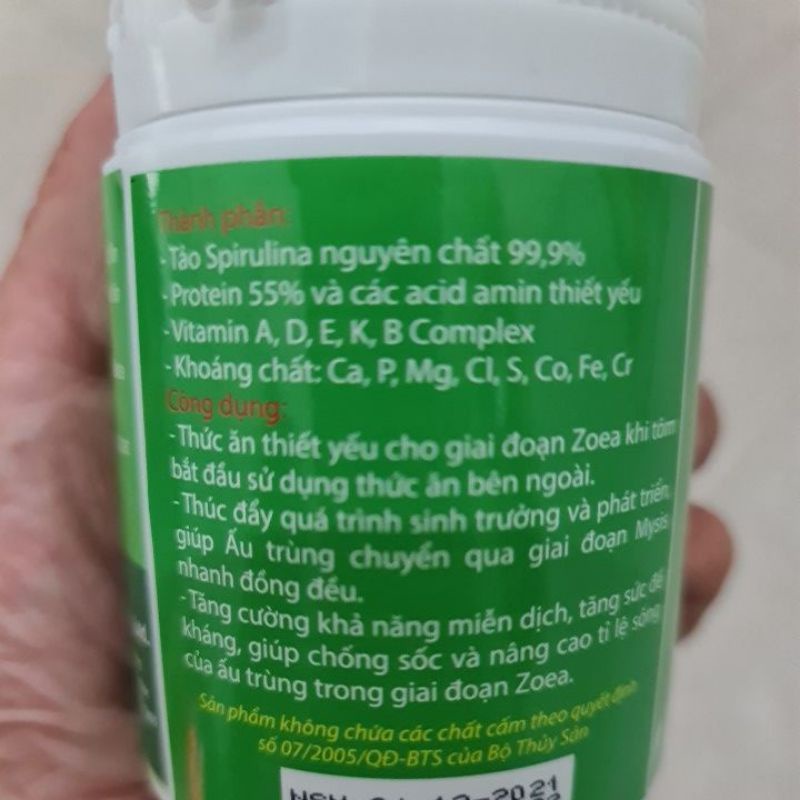 Thành phần:
- Tảo Spirulina nguyên chất 99,9%
- Protein 55% và các acid amin thiết yếu
- Vitamin A, D, E, K, B Complex
- Khoáng chất: Ca, P, Mg, Cl, S, Co, Fe, Cr
Công dụng:
- Thức ăn thiết yếu cho giai đoạn Zoea khi tôm
bắt đầu sử dụng thức ăn bên ngoài.
- Thúc đẩy quá trình sinh trưởng và phát triển,
giúp Ấu trùng chuyển qua giai đoạn Mysis
nhanh đồng đều.
- Tăng cường khả năng miễn dịch, tăng sức đề
kháng, giúp chống sốc và nâng cao tỉ lệ sống
của ấu trùng trong giai đoạn Zoea.
Sản phẩm không chứa các chất cấm theo quyết định
số 07/2005/QĐ-BTS của Bộ Thủy Sản
2021